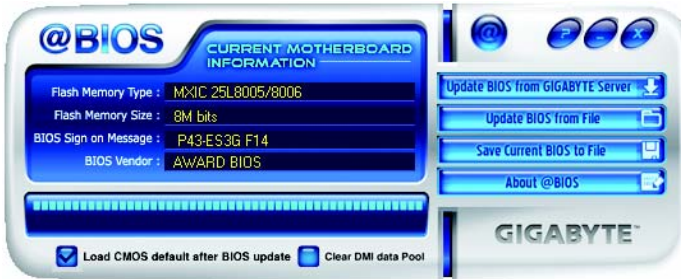 @BIOS
CURRENT MOTHERBOARD
INFORMATION
Flash Memory Type : MXIC 25L8005/8006
Flash Memory Size : 8M bits
BIOS Sign on Message : P43-ES3G F14
BIOS Vendor : AWARD BIOS
Load CMOS default after BIOS update
Clear DMI data Pool
@
? - X
Update BIOS from GIGABYTE Server
Update BIOS from File
Save Current BIOS to File
About @BIOS
GIGABYTE™